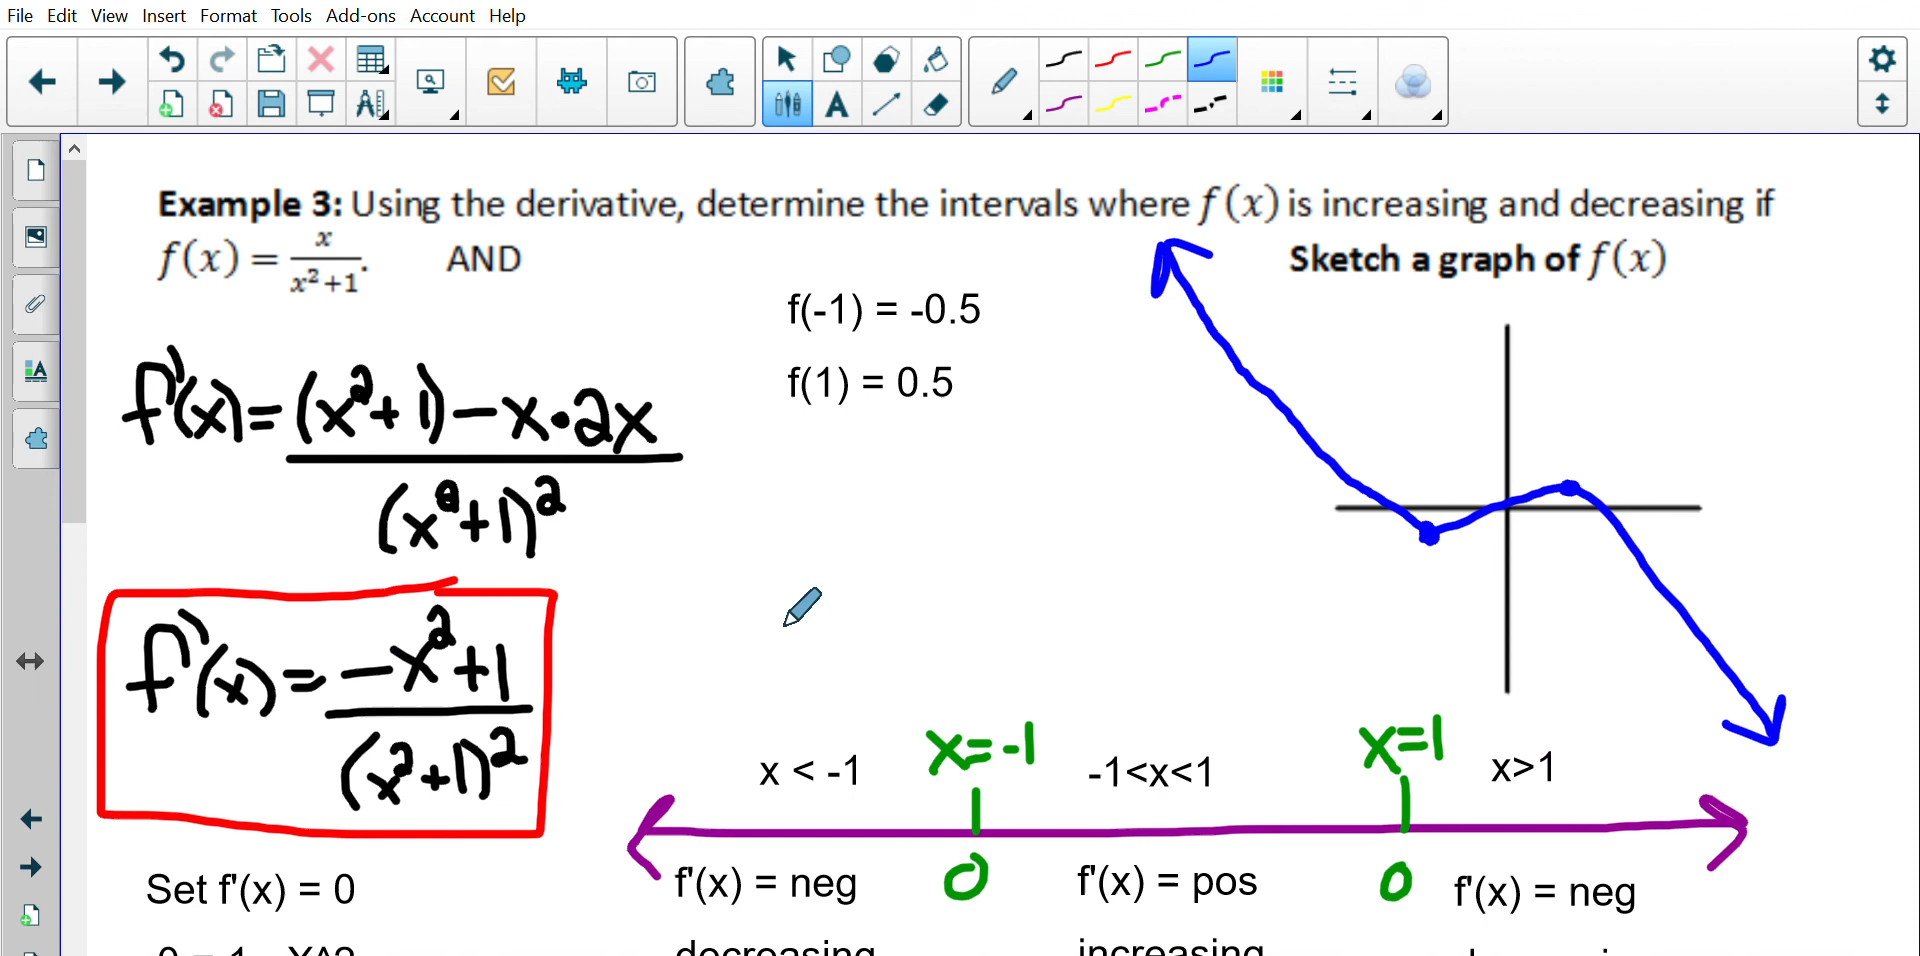 File Edit View Insert Format Tools Add-ons Account Help
Example 3: Using the derivative, determine the intervals where f(x) is increasing and decreasing if
f(x) = x/(x²+1). AND Sketch a graph of f(x)
f(-1) = -0.5
f(1) = 0.5
f'(x) = ((x²+1) - x•2x)/(x²+1)²
f'(x) = (-x²+1)/(x²+1)²
x < -1 x=-1 -1<x<1 x=1 x>1
f'(x) = neg 0 f'(x) = pos 0 f'(x) = neg
Set f'(x) = 0
decreasing increasing